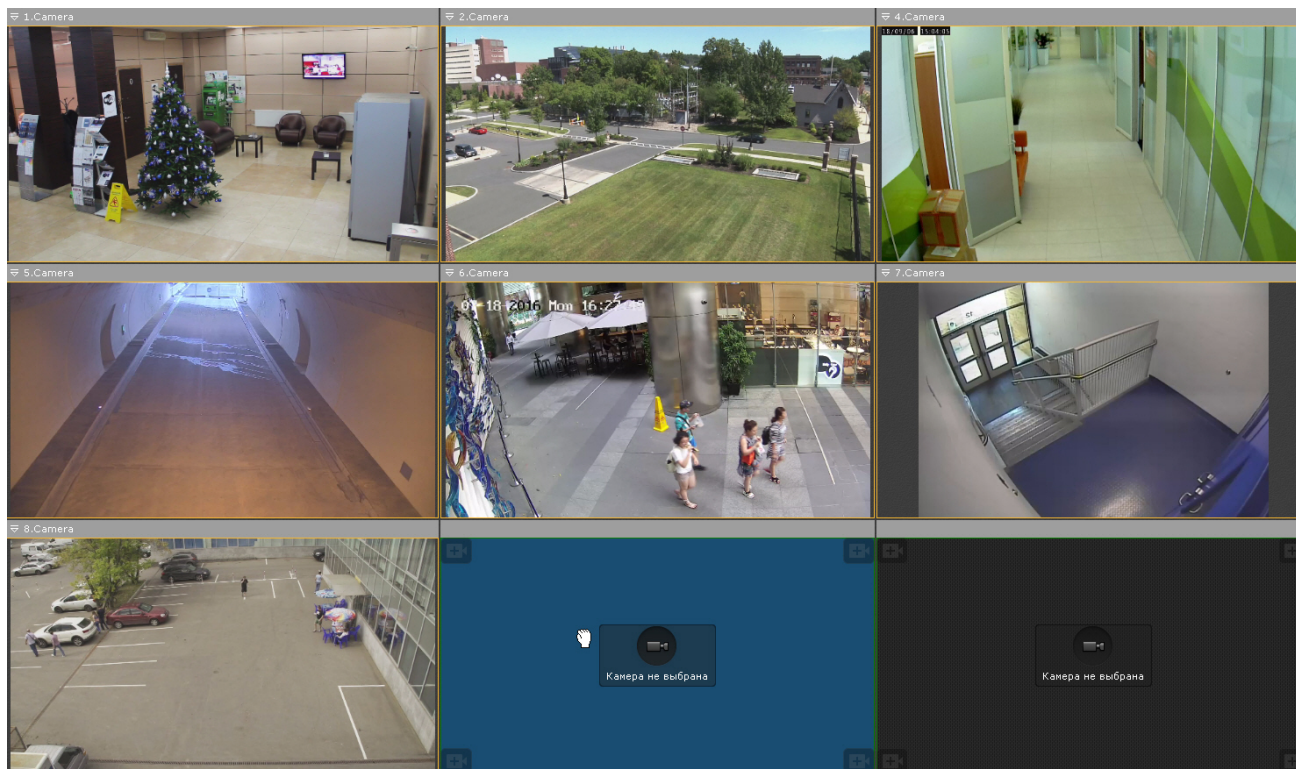 1.Camera
2.Camera
4.Camera
18/09/06 15:04:05
5.Camera
6.Camera
7.Camera
07-18-2016 Mon 16:27
12
8.Camera
Камера не выбрана
Камера не выбрана